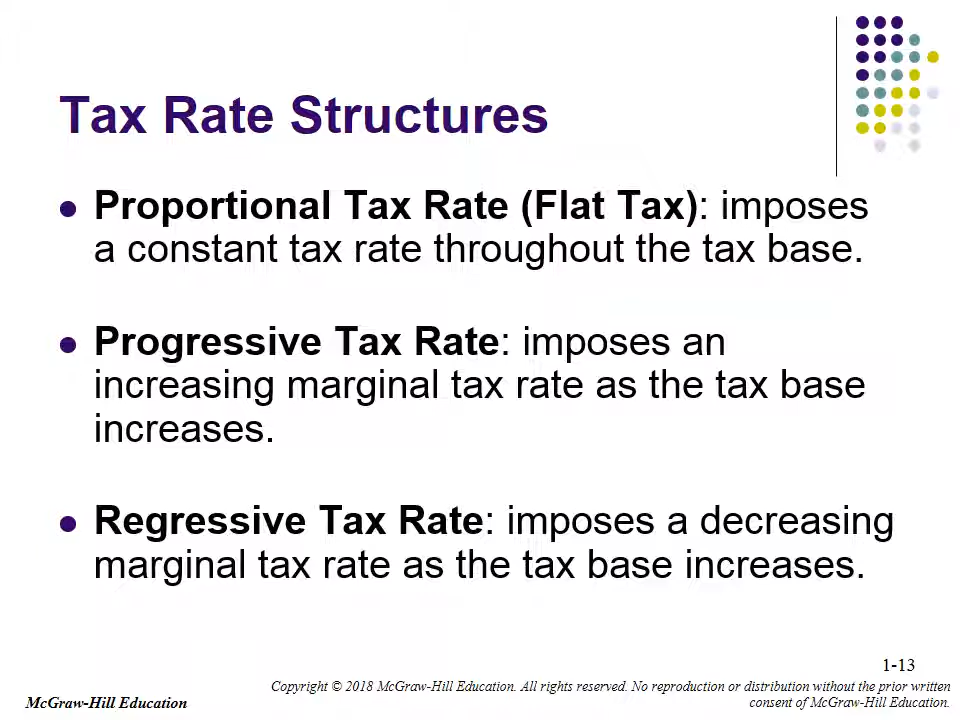 Tax Rate Structures
● Proportional Tax Rate (Flat Tax): imposes
a constant tax rate throughout the tax base.
● Progressive Tax Rate: imposes an
increasing marginal tax rate as the tax base
increases.
● Regressive Tax Rate: imposes a decreasing
marginal tax rate as the tax base increases.
1-13
Copyright © 2018 McGraw-Hill Education. All rights reserved. No reproduction or distribution without the prior written
McGraw-Hill Education
consent of McGraw-Hill Education.